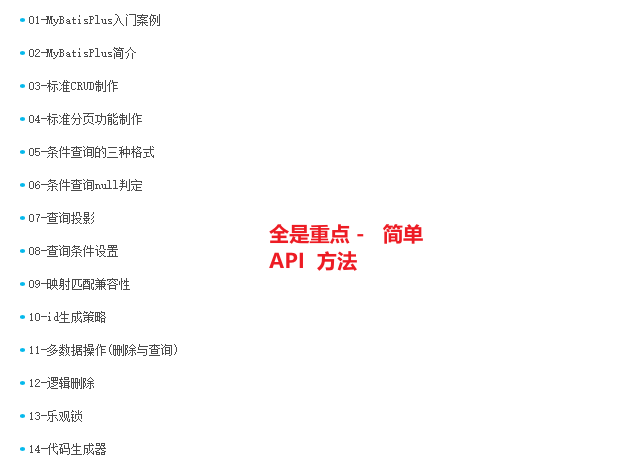 01-MyBatisPlus入门案例
02-MyBatisPlus简介
03-标准CRUD制作
04-标准分页功能制作
05-条件查询的三种格式
06-条件查询null判定
07-查询投影
08-查询条件设置
09-映射匹配兼容性
10-id生成策略
11-多数据操作(删除与查询)
12-逻辑删除
13-乐观锁
14-代码生成器
全是重点 - 简单
API 方法